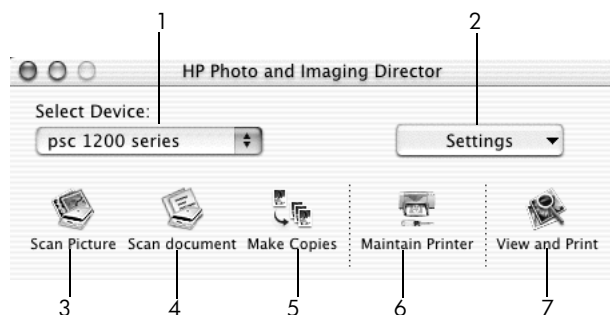 1 2
HP Photo and Imaging Director
Select Device:
psc 1200 series Settings
Scan Picture Scan document Make Copies Maintain Printer View and Print
3 4 5 6 7